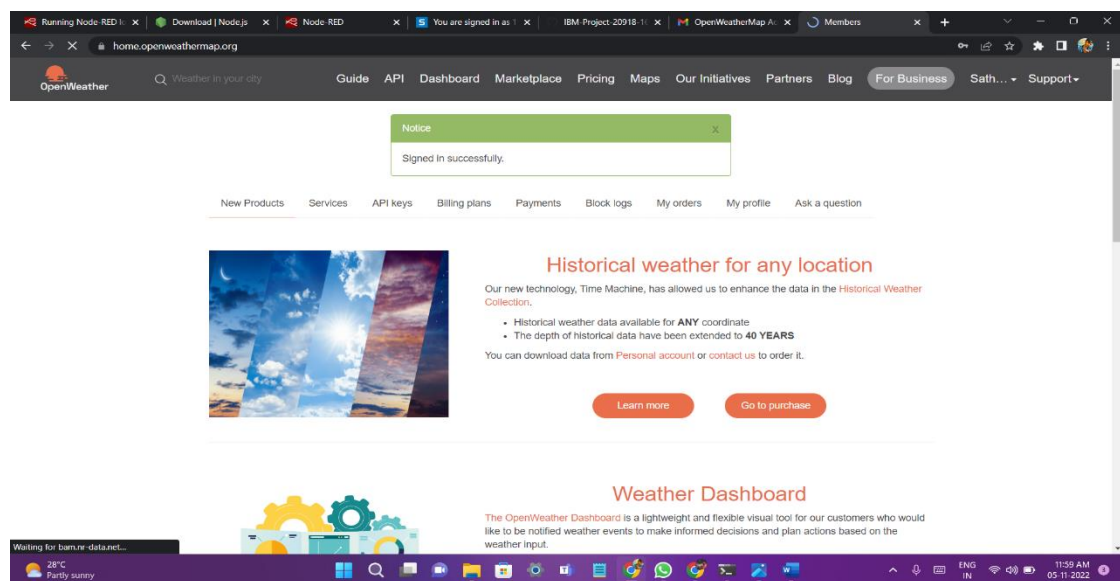 Running Node-RED lo
Download | Node.js
Node-RED
You are signed in as 1
IBM-Project-20918-16
OpenWeatherMap Ac
Members
home.openweathermap.org
OpenWeather
Weather in your city
Guide
API
Dashboard
Marketplace
Pricing
Maps
Our Initiatives
Partners
Blog
For Business
Sath...
Support
Notice
x
Signed in successfully.
New Products
Services
API keys
Billing plans
Payments
Block logs
My orders
My profile
Ask a question
Historical weather for any location
Our new technology, Time Machine, has allowed us to enhance the data in the Historical Weather
Collection.
• Historical weather data available for ANY coordinate
• The depth of historical data have been extended to 40 YEARS
You can download data from Personal account or contact us to order it.
Learn more
Go to purchase
Weather Dashboard
The OpenWeather Dashboard is a lightweight and flexible visual tool for our customers who would
like to be notified weather events to make informed decisions and plan actions based on the
weather input.
Waiting for bam.nr-data.net...
28°C
Partly sunny
ENG
IN
11:59 AM
05-11-2022
3